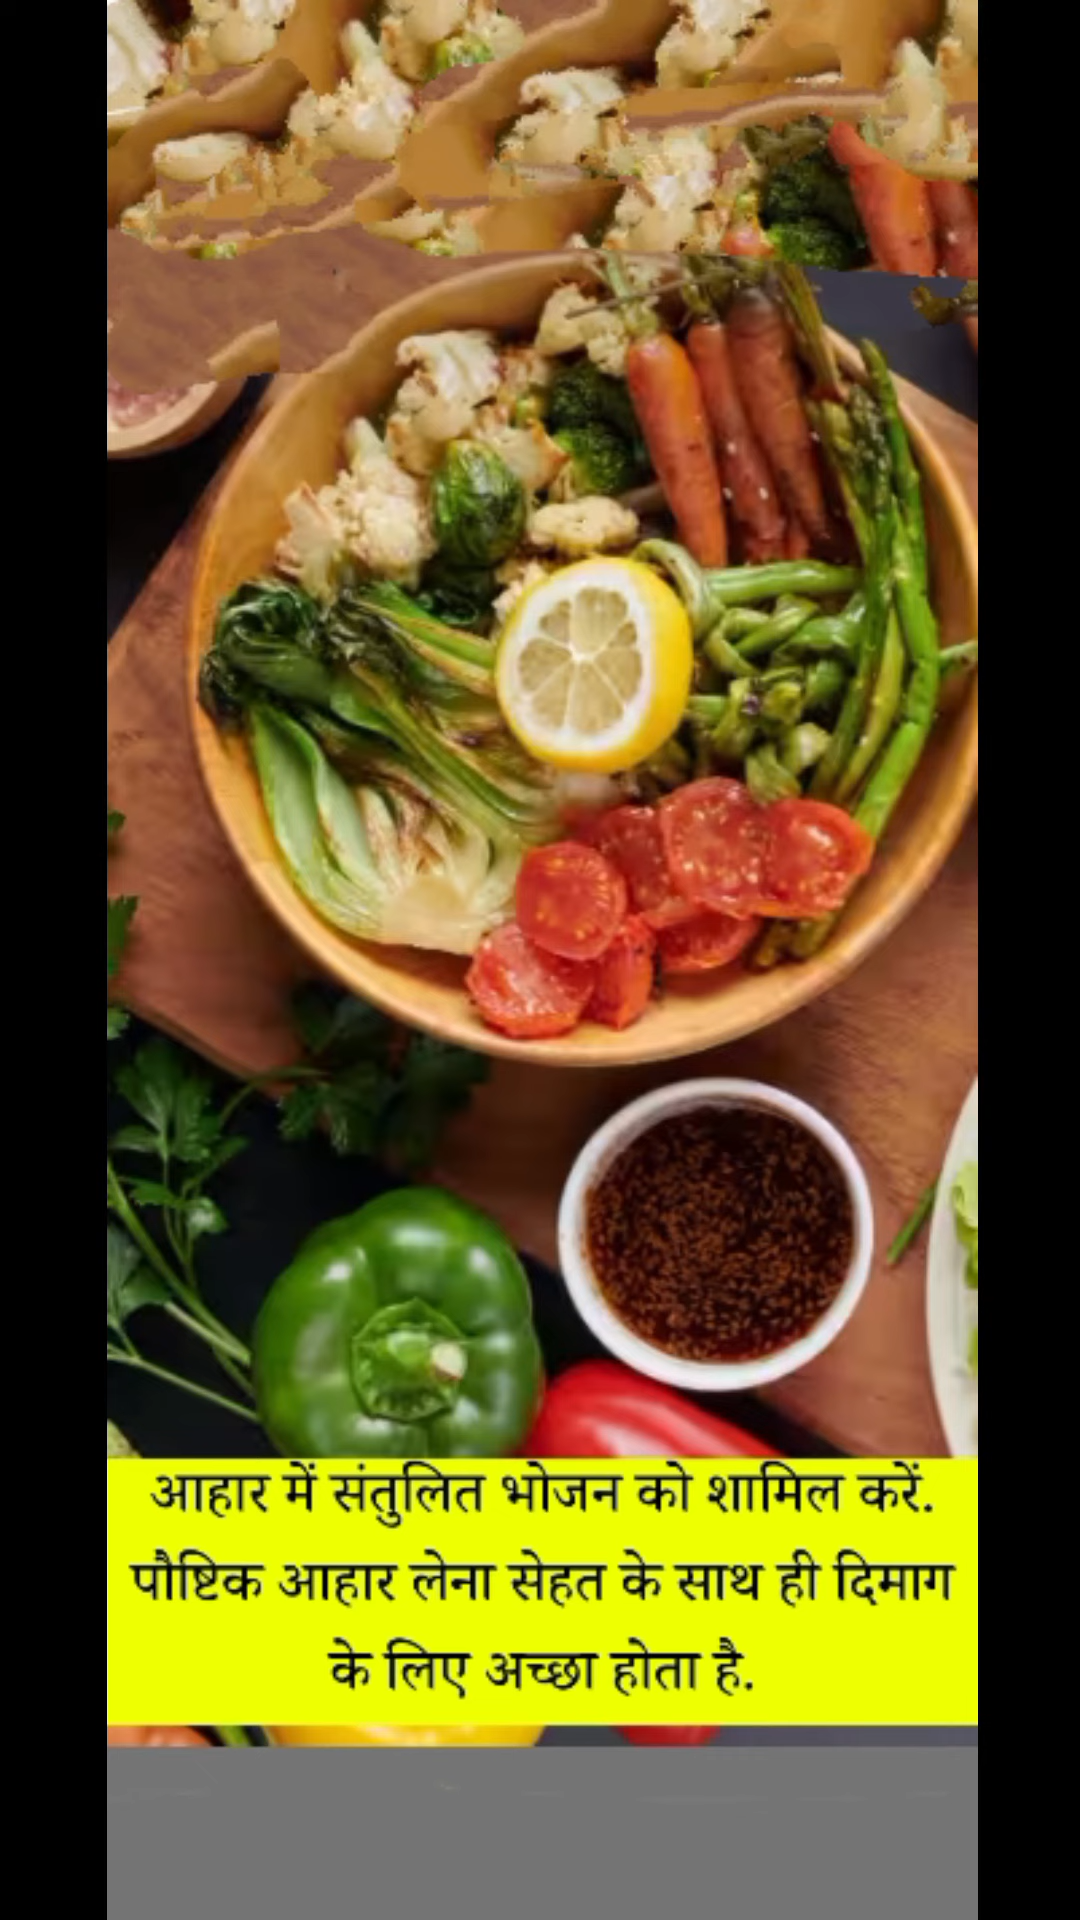 आहार में संतुलित भोजन को शामिल करें.
पौष्टिक आहार लेना सेहत के साथ ही दिमाग
के लिए अच्छा होता है.